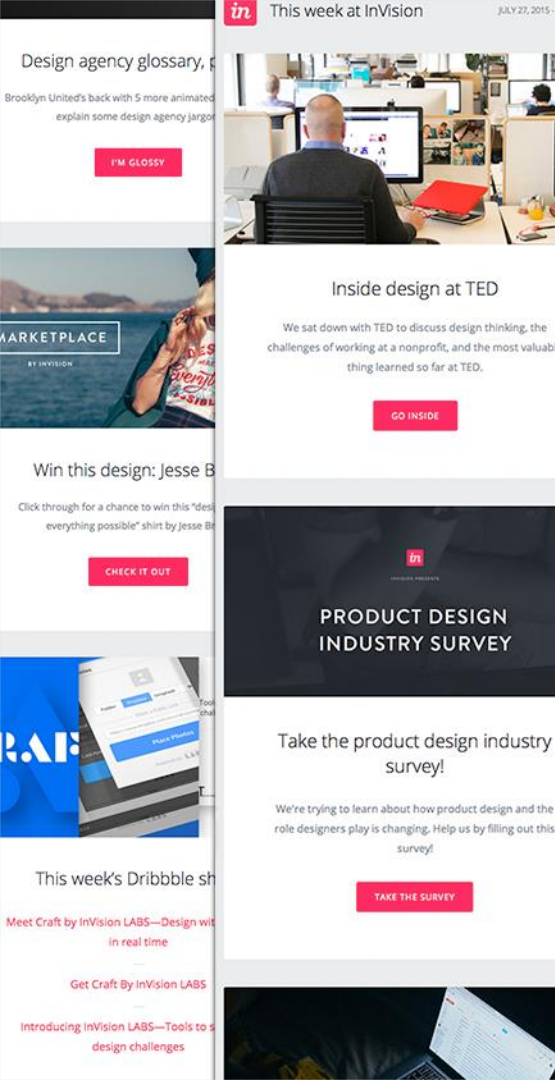 Design agency glossary, p
Brooklyn United's back with 5 more animated
explain some design agency jargon
I'M GLOSSY
MARKETPLACE
BY INVISION
Win this design: Jesse B
Click through for a chance to win this "desi
everything possible" shirt by Jesse Br
CHECK IT OUT
This week's Dribbble sh
Meet Craft by InVision LABS—Design wit
in real time
Get Craft By InVision LABS
Introducing InVision LABS—Tools to s
design challenges
in
This week at InVision
JULY 27, 2015 -
Inside design at TED
We sat down with TED to discuss design thinking, the
challenges of working at a nonprofit, and the most valuabl
thing learned so far at TED.
GO INSIDE
in
INVISION PRESENTS
PRODUCT DESIGN
INDUSTRY SURVEY
Take the product design industry
survey!
We're trying to learn about how product design and the
role designers play is changing. Help us by filling out this
survey!
TAKE THE SURVEY